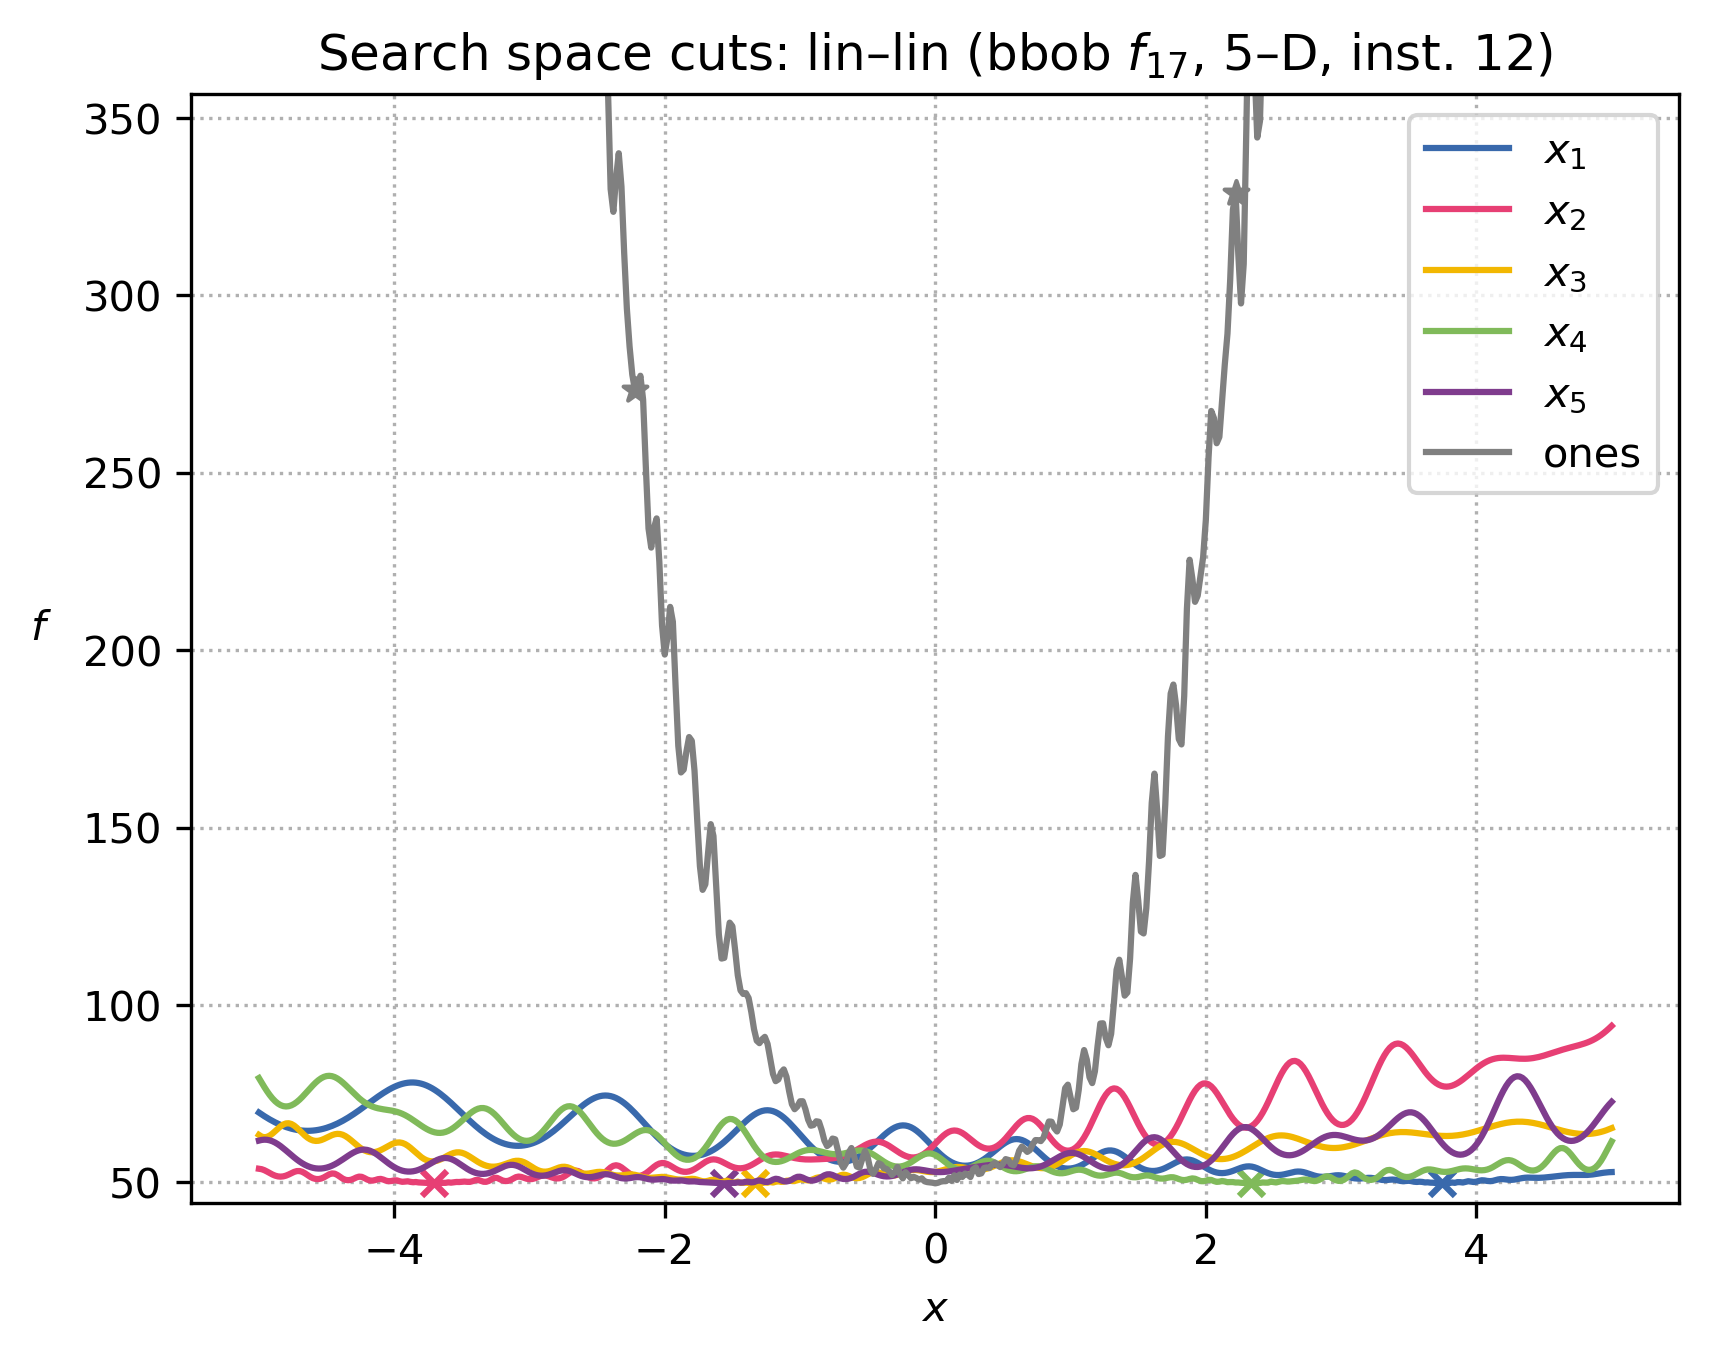 Search space cuts: lin–lin (bbob f₁₇, 5–D, inst. 12)
350
300
250
200
150
100
50
f
−4
−2
0
2
4
x
x₁
x₂
x₃
x₄
x₅
ones